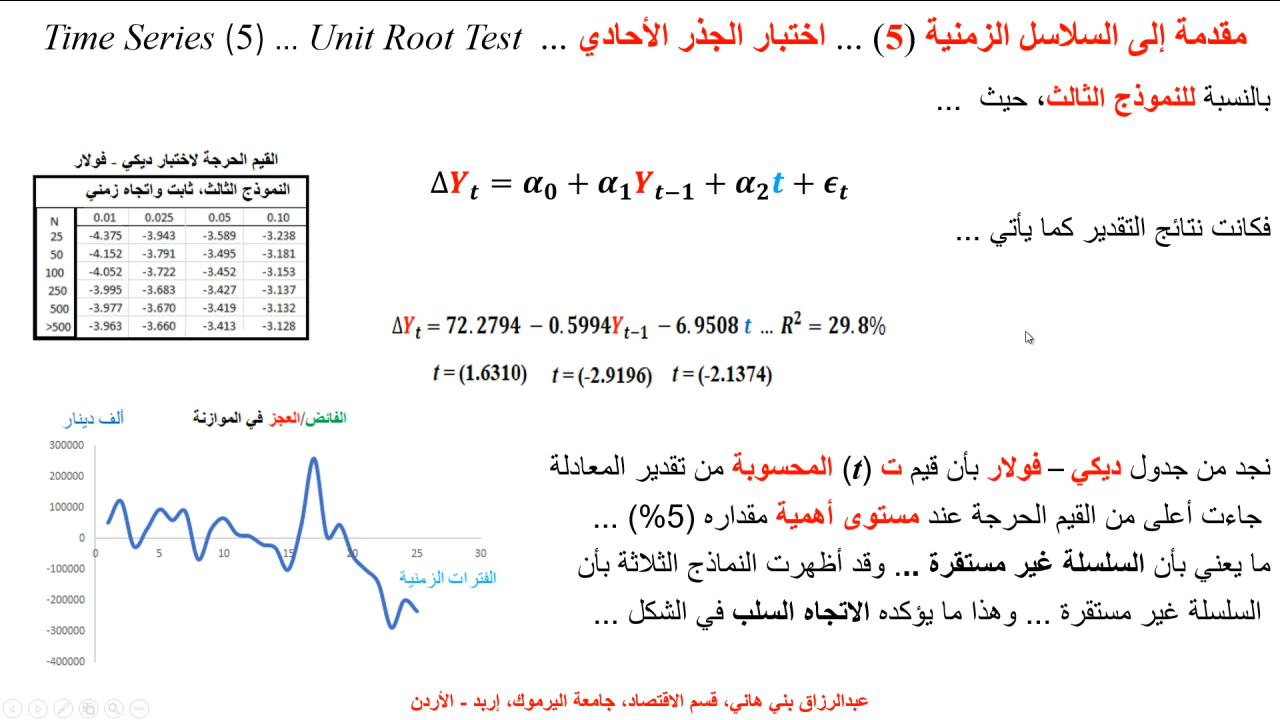 مقدمة إلى السلاسل الزمنية (5) ... اختبار الجذر الأحادي ... Time Series (5) ... Unit Root Test
بالنسبة للنموذج الثالث، حيث ...
ΔYₜ = α₀ + α₁Yₜ₋₁ + α₂t + ϵₜ
فكانت نتائج التقدير كما يأتي ...
القيم الحرجة لاختبار ديكي - فولار
النموذج الثالث، ثابت واتجاه زمني
N 0.01 0.025 0.05 0.10
25 -4.375 -3.943 -3.589 -3.238
50 -4.152 -3.791 -3.495 -3.181
100 -4.052 -3.722 -3.452 -3.153
250 -3.995 -3.683 -3.427 -3.137
500 -3.977 -3.670 -3.419 -3.132
>500 -3.963 -3.660 -3.413 -3.128
ΔYₜ = 72.2794 − 0.5994Yₜ₋₁ − 6.9508 t ... R² = 29.8%
t = (1.6310) t = (-2.9196) t = (-2.1374)
ألف دينار
الفائض/العجز في الموازنة
300000
200000
100000
0
-100000
-200000
-300000
-400000
0 5 10 15 20 25 30
الفترات الزمنية
نجد من جدول ديكي – فولار بأن قيم ت (t) المحسوبة من تقدير المعادلة
جاءت أعلى من القيم الحرجة عند مستوى أهمية مقداره (5%) ...
ما يعني بأن السلسلة غير مستقرة ... وقد أظهرت النماذج الثلاثة بأن
السلسلة غير مستقرة ... وهذا ما يؤكده الاتجاه السلب في الشكل ...
عبدالرزاق بني هاني، قسم الاقتصاد، جامعة اليرموك، إربد - الأردن